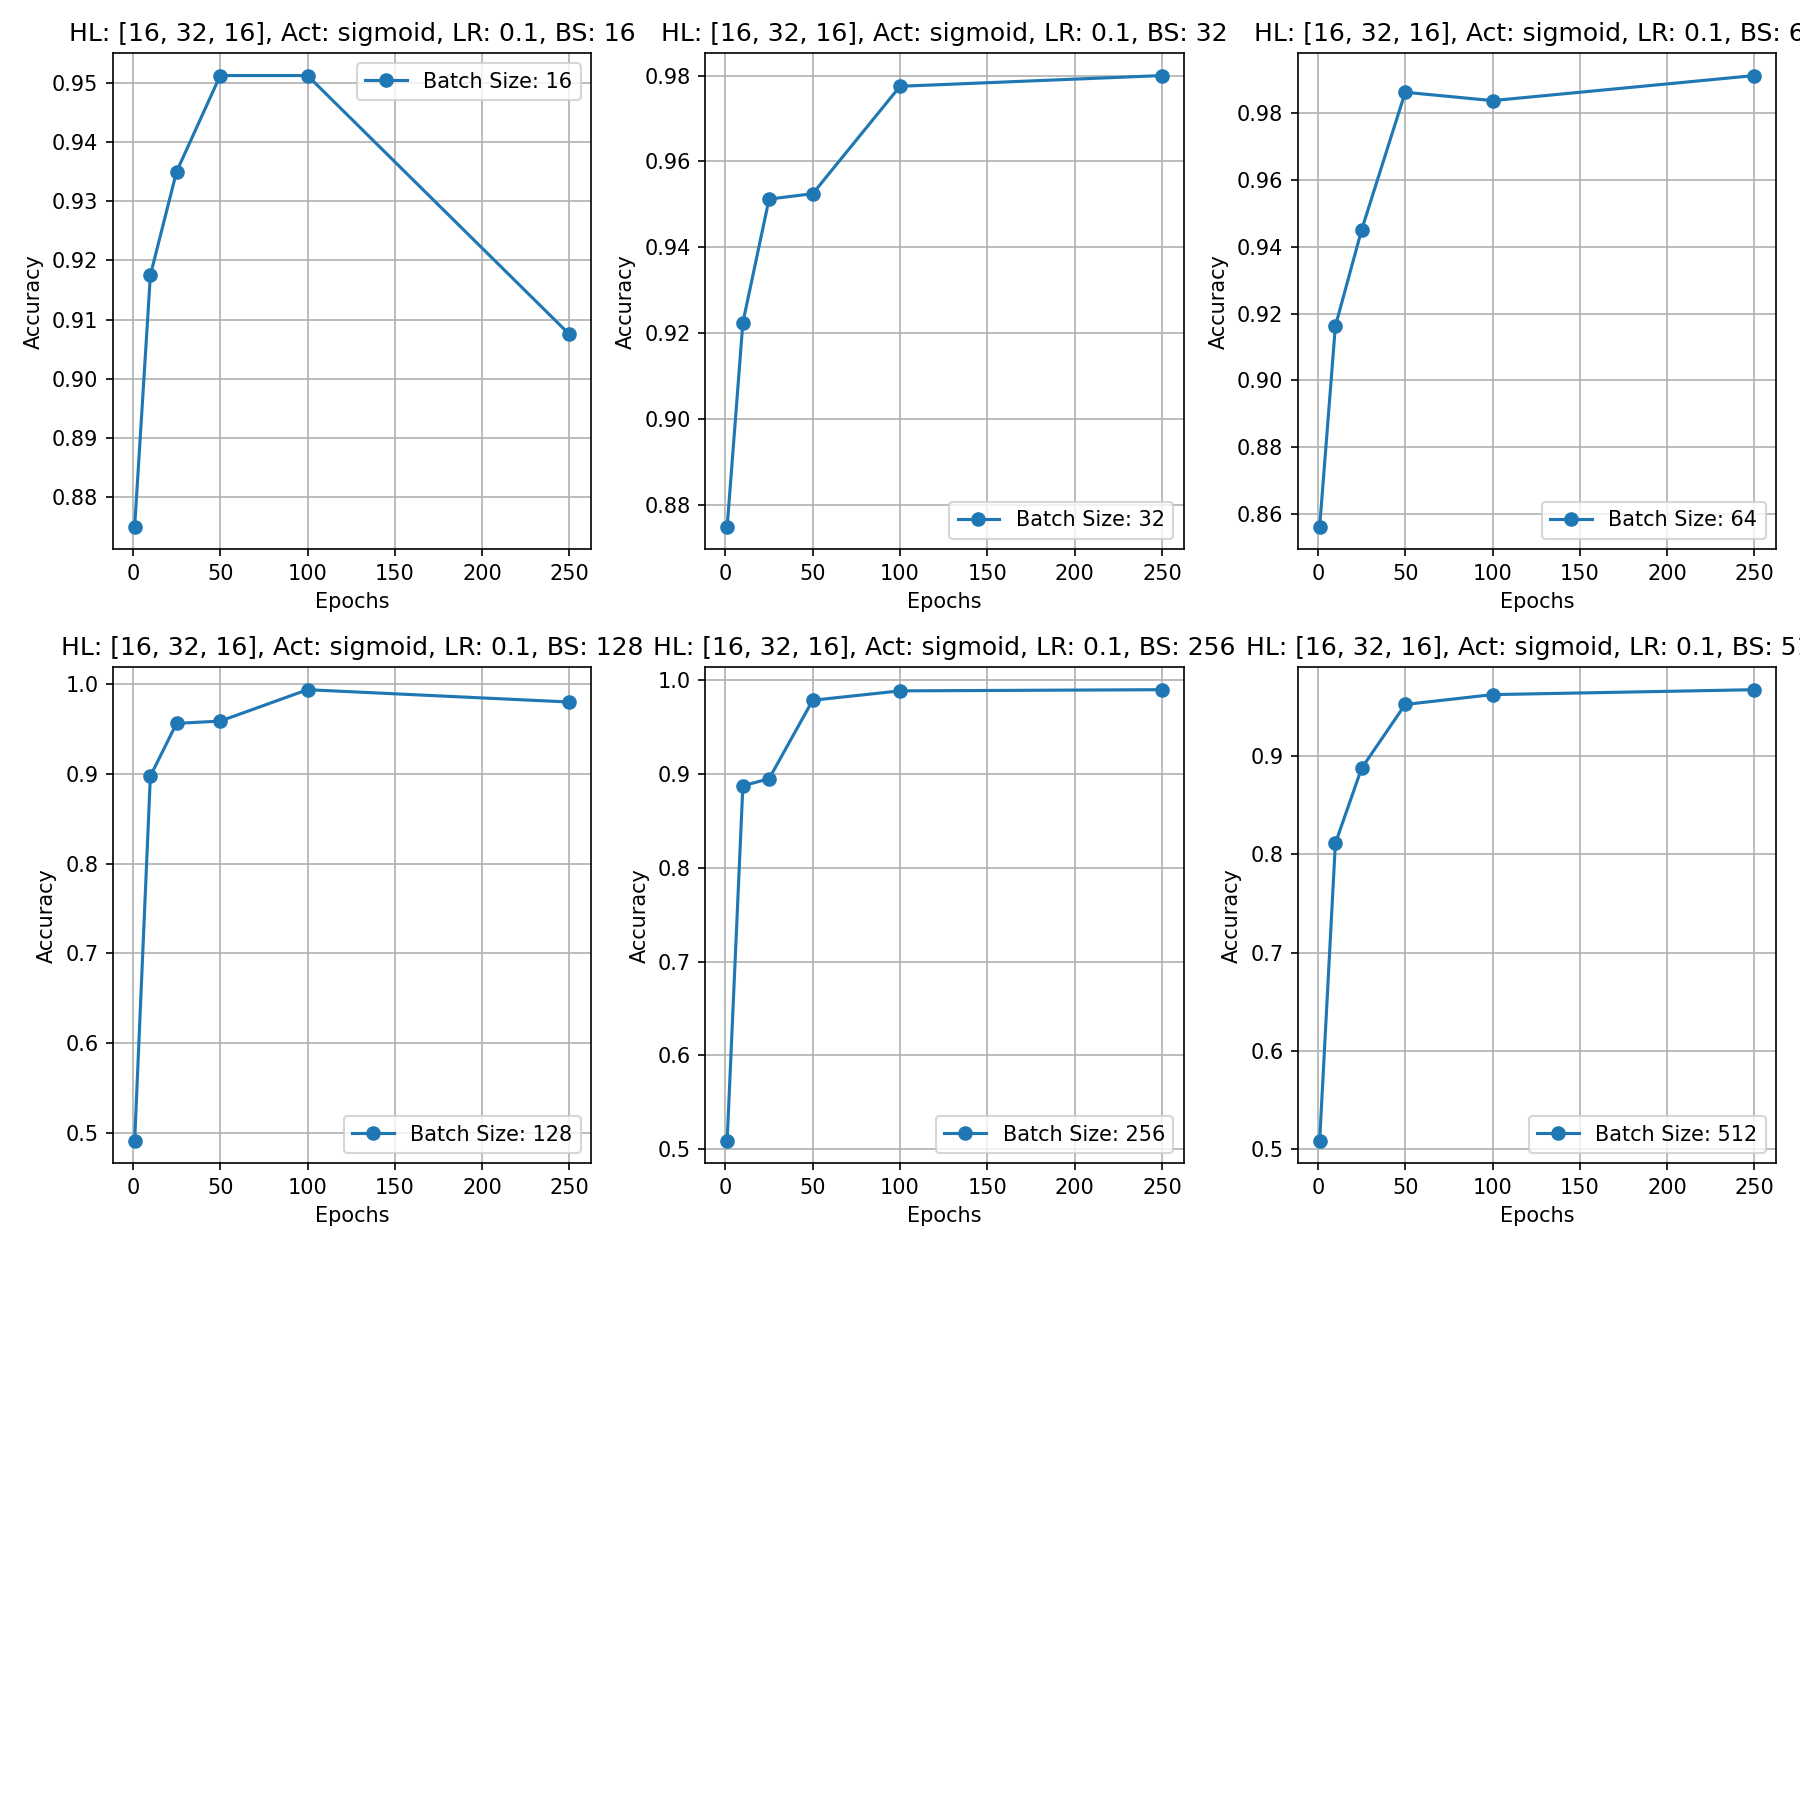 HL: [16, 32, 16], Act: sigmoid, LR: 0.1, BS: 16
Accuracy
0.95
0.94
0.93
0.92
0.91
0.90
0.89
0.88
Batch Size: 16
0 50 100 150 200 250
Epochs
HL: [16, 32, 16], Act: sigmoid, LR: 0.1, BS: 32
Accuracy
0.98
0.96
0.94
0.92
0.90
0.88
Batch Size: 32
0 50 100 150 200 250
Epochs
HL: [16, 32, 16], Act: sigmoid, LR: 0.1, BS: 6
Accuracy
0.98
0.96
0.94
0.92
0.90
0.88
0.86
Batch Size: 64
0 50 100 150 200 250
Epochs
HL: [16, 32, 16], Act: sigmoid, LR: 0.1, BS: 128
Accuracy
1.0
0.9
0.8
0.7
0.6
0.5
Batch Size: 128
0 50 100 150 200 250
Epochs
HL: [16, 32, 16], Act: sigmoid, LR: 0.1, BS: 256
Accuracy
1.0
0.9
0.8
0.7
0.6
0.5
Batch Size: 256
0 50 100 150 200 250
Epochs
HL: [16, 32, 16], Act: sigmoid, LR: 0.1, BS: 51
Accuracy
0.9
0.8
0.7
0.6
0.5
Batch Size: 512
0 50 100 150 200 250
Epochs